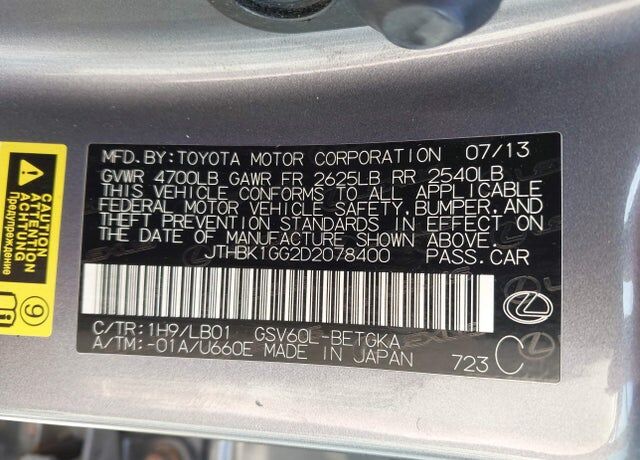 MFD.BY:TOYOTA MOTOR CORPORATION 07/13
GVWR 4700LB GAWR FR 2625LB RR 2540LB
THIS VEHICLE CONFORMS TO ALL APPLICABLE
FEDERAL MOTOR VEHICLE SAFETY,BUMPER,AND
THEFT PREVENTION STANDARDS IN EFFECT ON
THE DATE OF MANUFACTURE SHOWN ABOVE.
JTHBK1GG2D2078400 PASS.CAR
C/TR:1H9/LB01 GSV60L-BETGKA
A/TM:-01A/U660E MADE IN JAPAN 723 C
Предупреждение
9